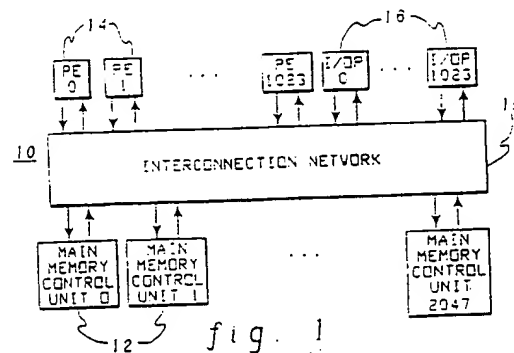 14
16
PE
0
PE
1
. . .
PE
1023
I/OP
0
. . .
I/OP
1023
10
INTERCONNECTION NETWORK
MAIN
MEMORY
CONTROL
UNIT 0
MAIN
MEMORY
CONTROL
UNIT 1
. . .
MAIN
MEMORY
CONTROL
UNIT
2047
12
fig. 1